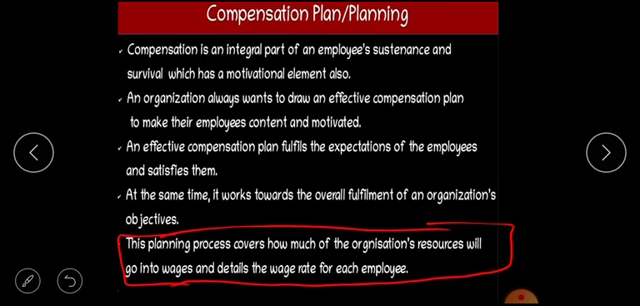 Compensation Plan/Planning
✓ Compensation is an integral part of an employee's sustenance and
survival which has a motivational element also.
✓ An organization always wants to draw an effective compensation plan
to make their employees content and motivated.
✓ An effective compensation plan fulfils the expectations of the employees
and satisfies them.
✓ At the same time, it works towards the overall fulfilment of an organization's
objectives.
This planning process covers how much of the orgnisation's resources will
go into wages and details the wage rate for each employee.